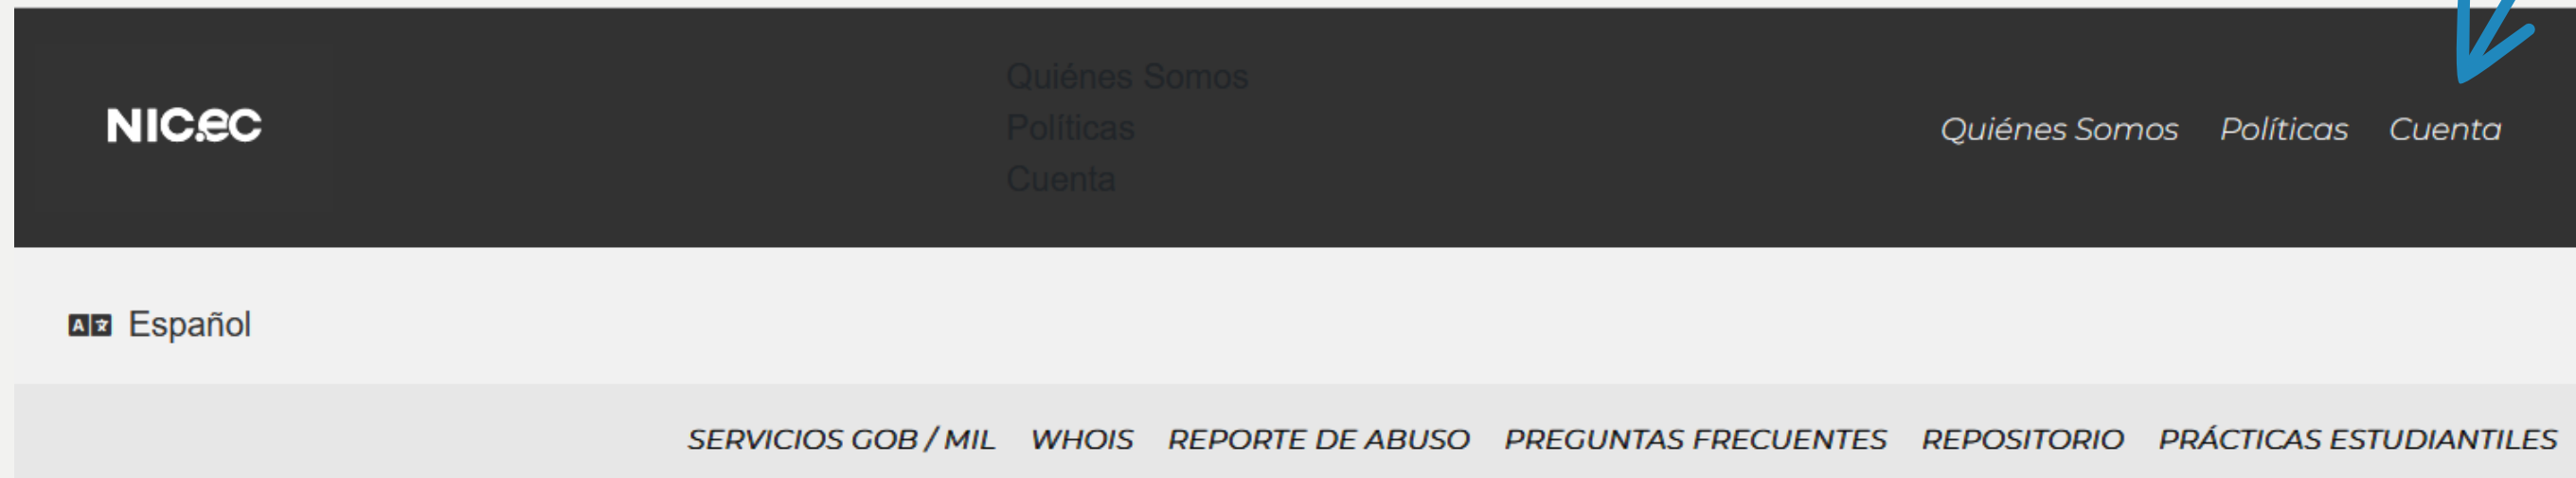 NIC.ec
Quiénes Somos
Políticas
Cuenta
Quiénes Somos Políticas Cuenta
Español
SERVICIOS GOB / MIL WHOIS REPORTE DE ABUSO PREGUNTAS FRECUENTES REPOSITORIO PRÁCTICAS ESTUDIANTILES